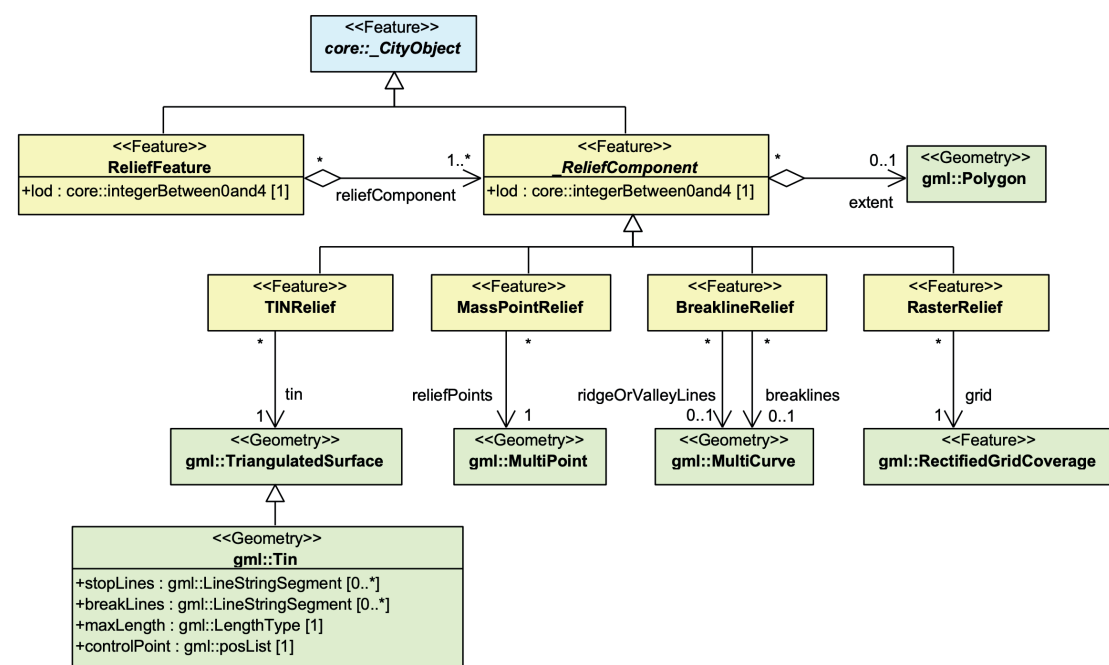 <<Feature>>
core::_CityObject
<<Feature>>
ReliefFeature
+lod : core::integerBetween0and4 [1]
*
1..*
reliefComponent
<<Feature>>
_ReliefComponent
+lod : core::integerBetween0and4 [1]
*
0..1
extent
<<Geometry>>
gml::Polygon
<<Feature>>
TINRelief
<<Feature>>
MassPointRelief
<<Feature>>
BreaklineRelief
<<Feature>>
RasterRelief
*
tin
1
*
reliefPoints
1
*
ridgeOrValleyLines
0..1
*
breaklines
0..1
*
grid
1
<<Geometry>>
gml::TriangulatedSurface
<<Geometry>>
gml::MultiPoint
<<Geometry>>
gml::MultiCurve
<<Feature>>
gml::RectifiedGridCoverage
<<Geometry>>
gml::Tin
+stopLines : gml::LineStringSegment [0..*]
+breakLines : gml::LineStringSegment [0..*]
+maxLength : gml::LengthType [1]
+controlPoint : gml::posList [1]